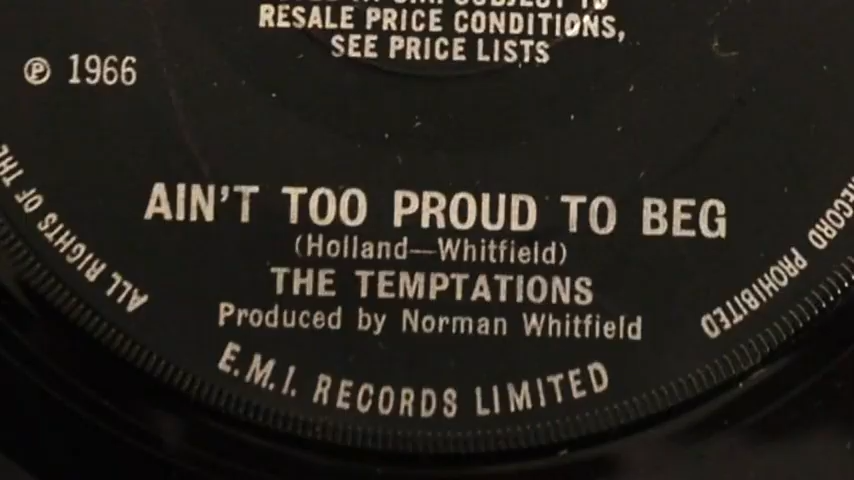 RESALE PRICE CONDITIONS,
SEE PRICE LISTS
℗ 1966
AIN'T TOO PROUD TO BEG
(Holland—Whitfield)
THE TEMPTATIONS
Produced by Norman Whitfield
E.M.I. RECORDS LIMITED
ALL RIGHTS OF THE
RECORD PROHIBITED